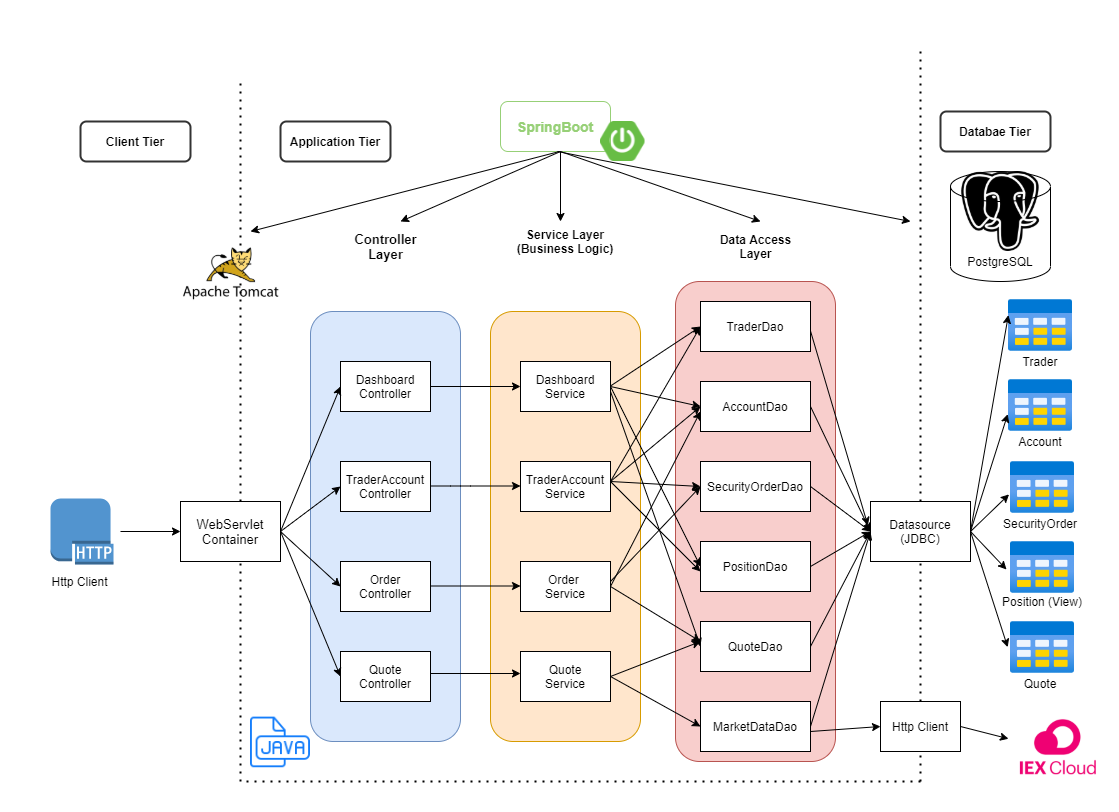 SpringBoot
Client Tier
Application Tier
Databae Tier
Controller
Layer
Service Layer
(Business Logic)
Data Access
Layer
PostgreSQL
Apache Tomcat
TraderDao
Trader
Dashboard
Controller
Dashboard
Service
AccountDao
Account
TraderAccount
Controller
TraderAccount
Service
SecurityOrderDao
SecurityOrder
HTTP
Http Client
WebServlet
Container
Datasource
(JDBC)
Order
Controller
Order
Service
PositionDao
Position (View)
Quote
Controller
Quote
Service
QuoteDao
Quote
MarketDataDao
Http Client
JAVA
IEX Cloud